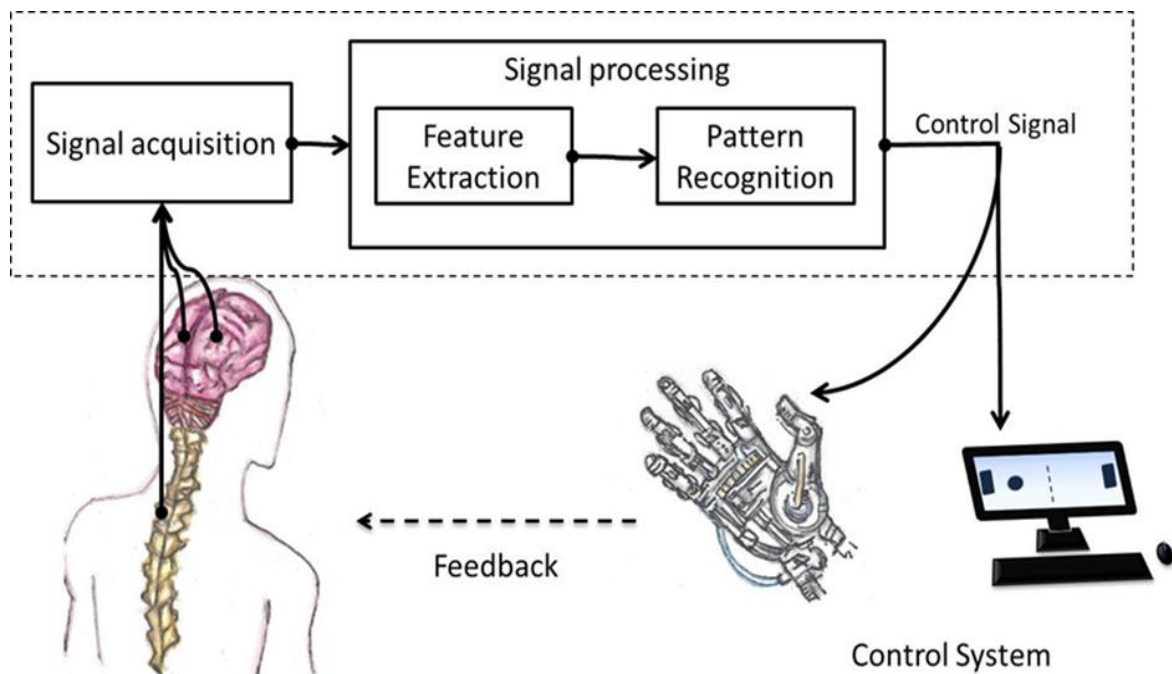 Signal processing
Signal acquisition
Feature
Extraction
Pattern
Recognition
Control Signal
Feedback
Control System